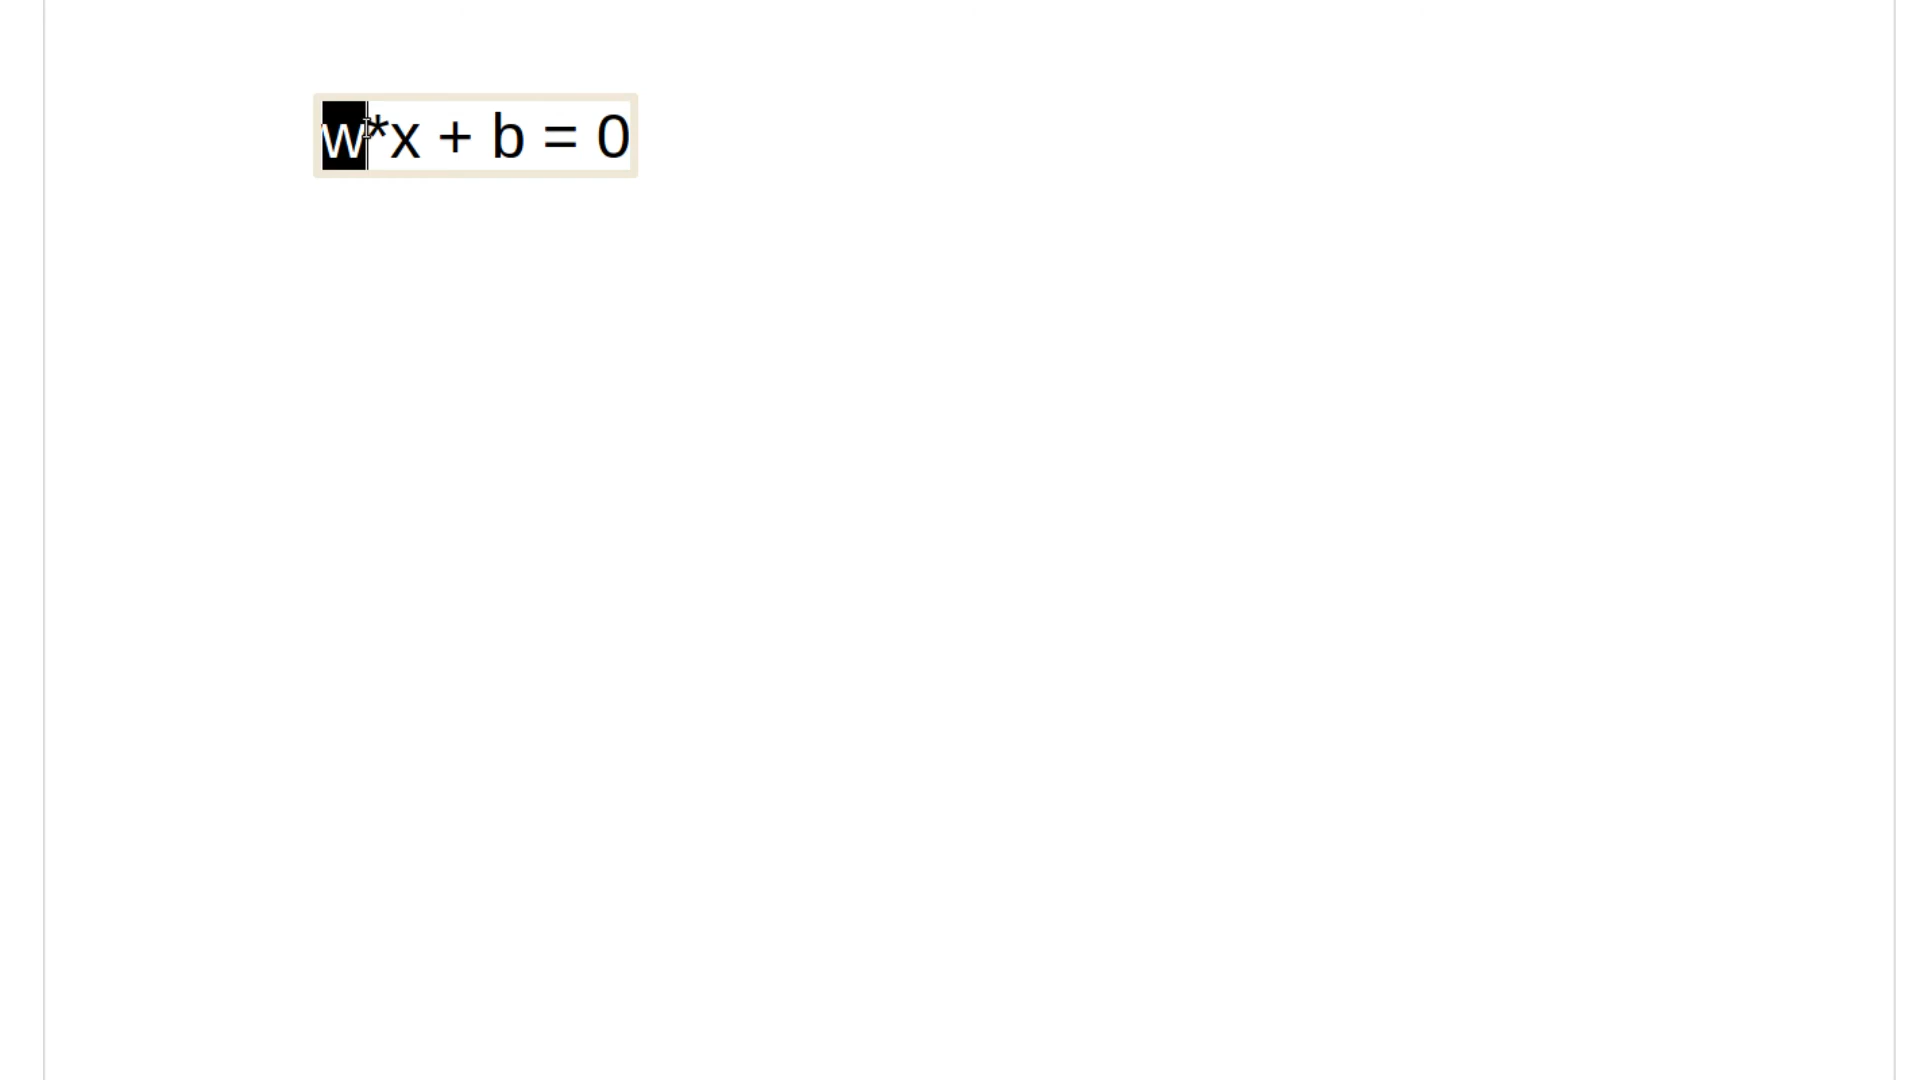 w*x + b = 0